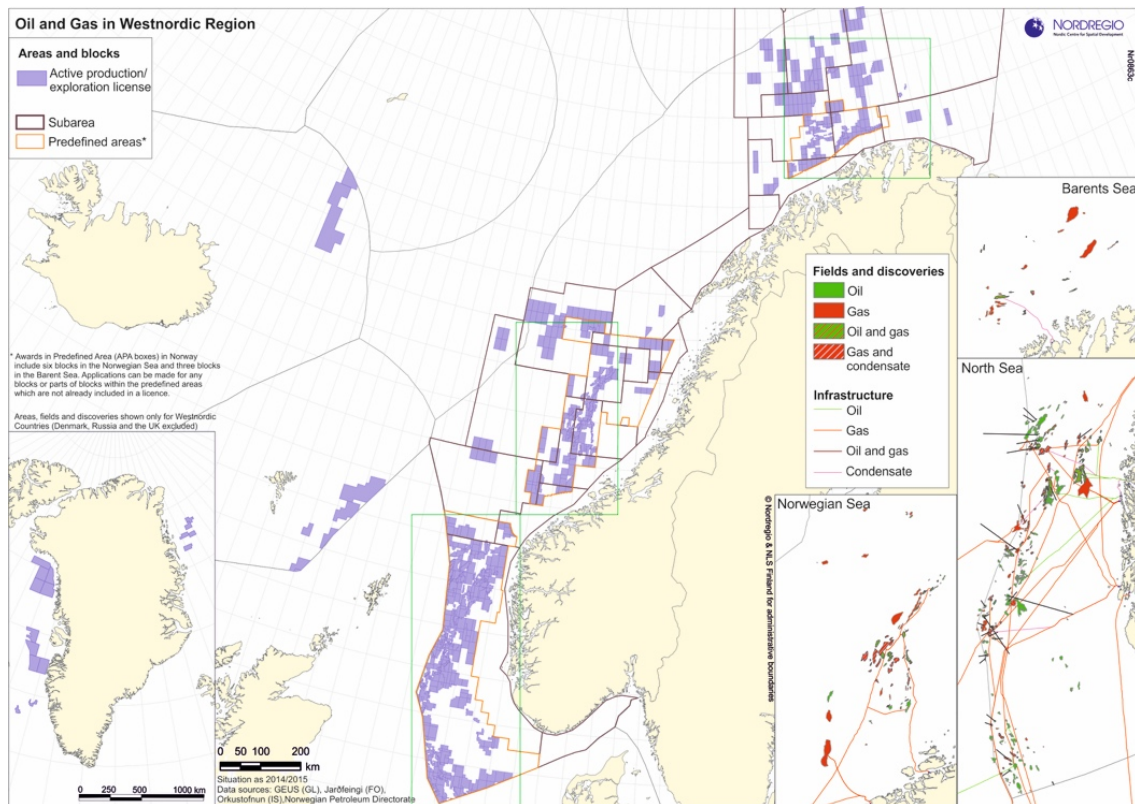 Oil and Gas in Westnordic Region
Areas and blocks
Active production/
exploration license
Subarea
Predefined areas*
NORDREGIO
Nordic Centre for Spatial Development
Nr0863c
* Awards in Predefined Area (APA boxes) in Norway
include six blocks in the Norwegian Sea and three blocks
in the Barent Sea. Applications can be made for any
blocks or parts of blocks within the predefined areas
which are not already included in a licence.
Areas, fields and discoveries shown only for Westnordic
Countries (Denmark, Russia and the UK excluded)
Barents Sea
Fields and discoveries
Oil
Gas
Oil and gas
Gas and
condensate
Infrastructure
Oil
Gas
Oil and gas
Condensate
North Sea
Norwegian Sea
© Nordregio & NLS Finland for administrative boundaries
0 50 100 200
km
Situation as 2014/2015
Data sources: GEUS (GL), Jarðfeingi (FO),
Orkustofnun (IS),Norwegian Petroleum Directorate
0 250 500 1000 km